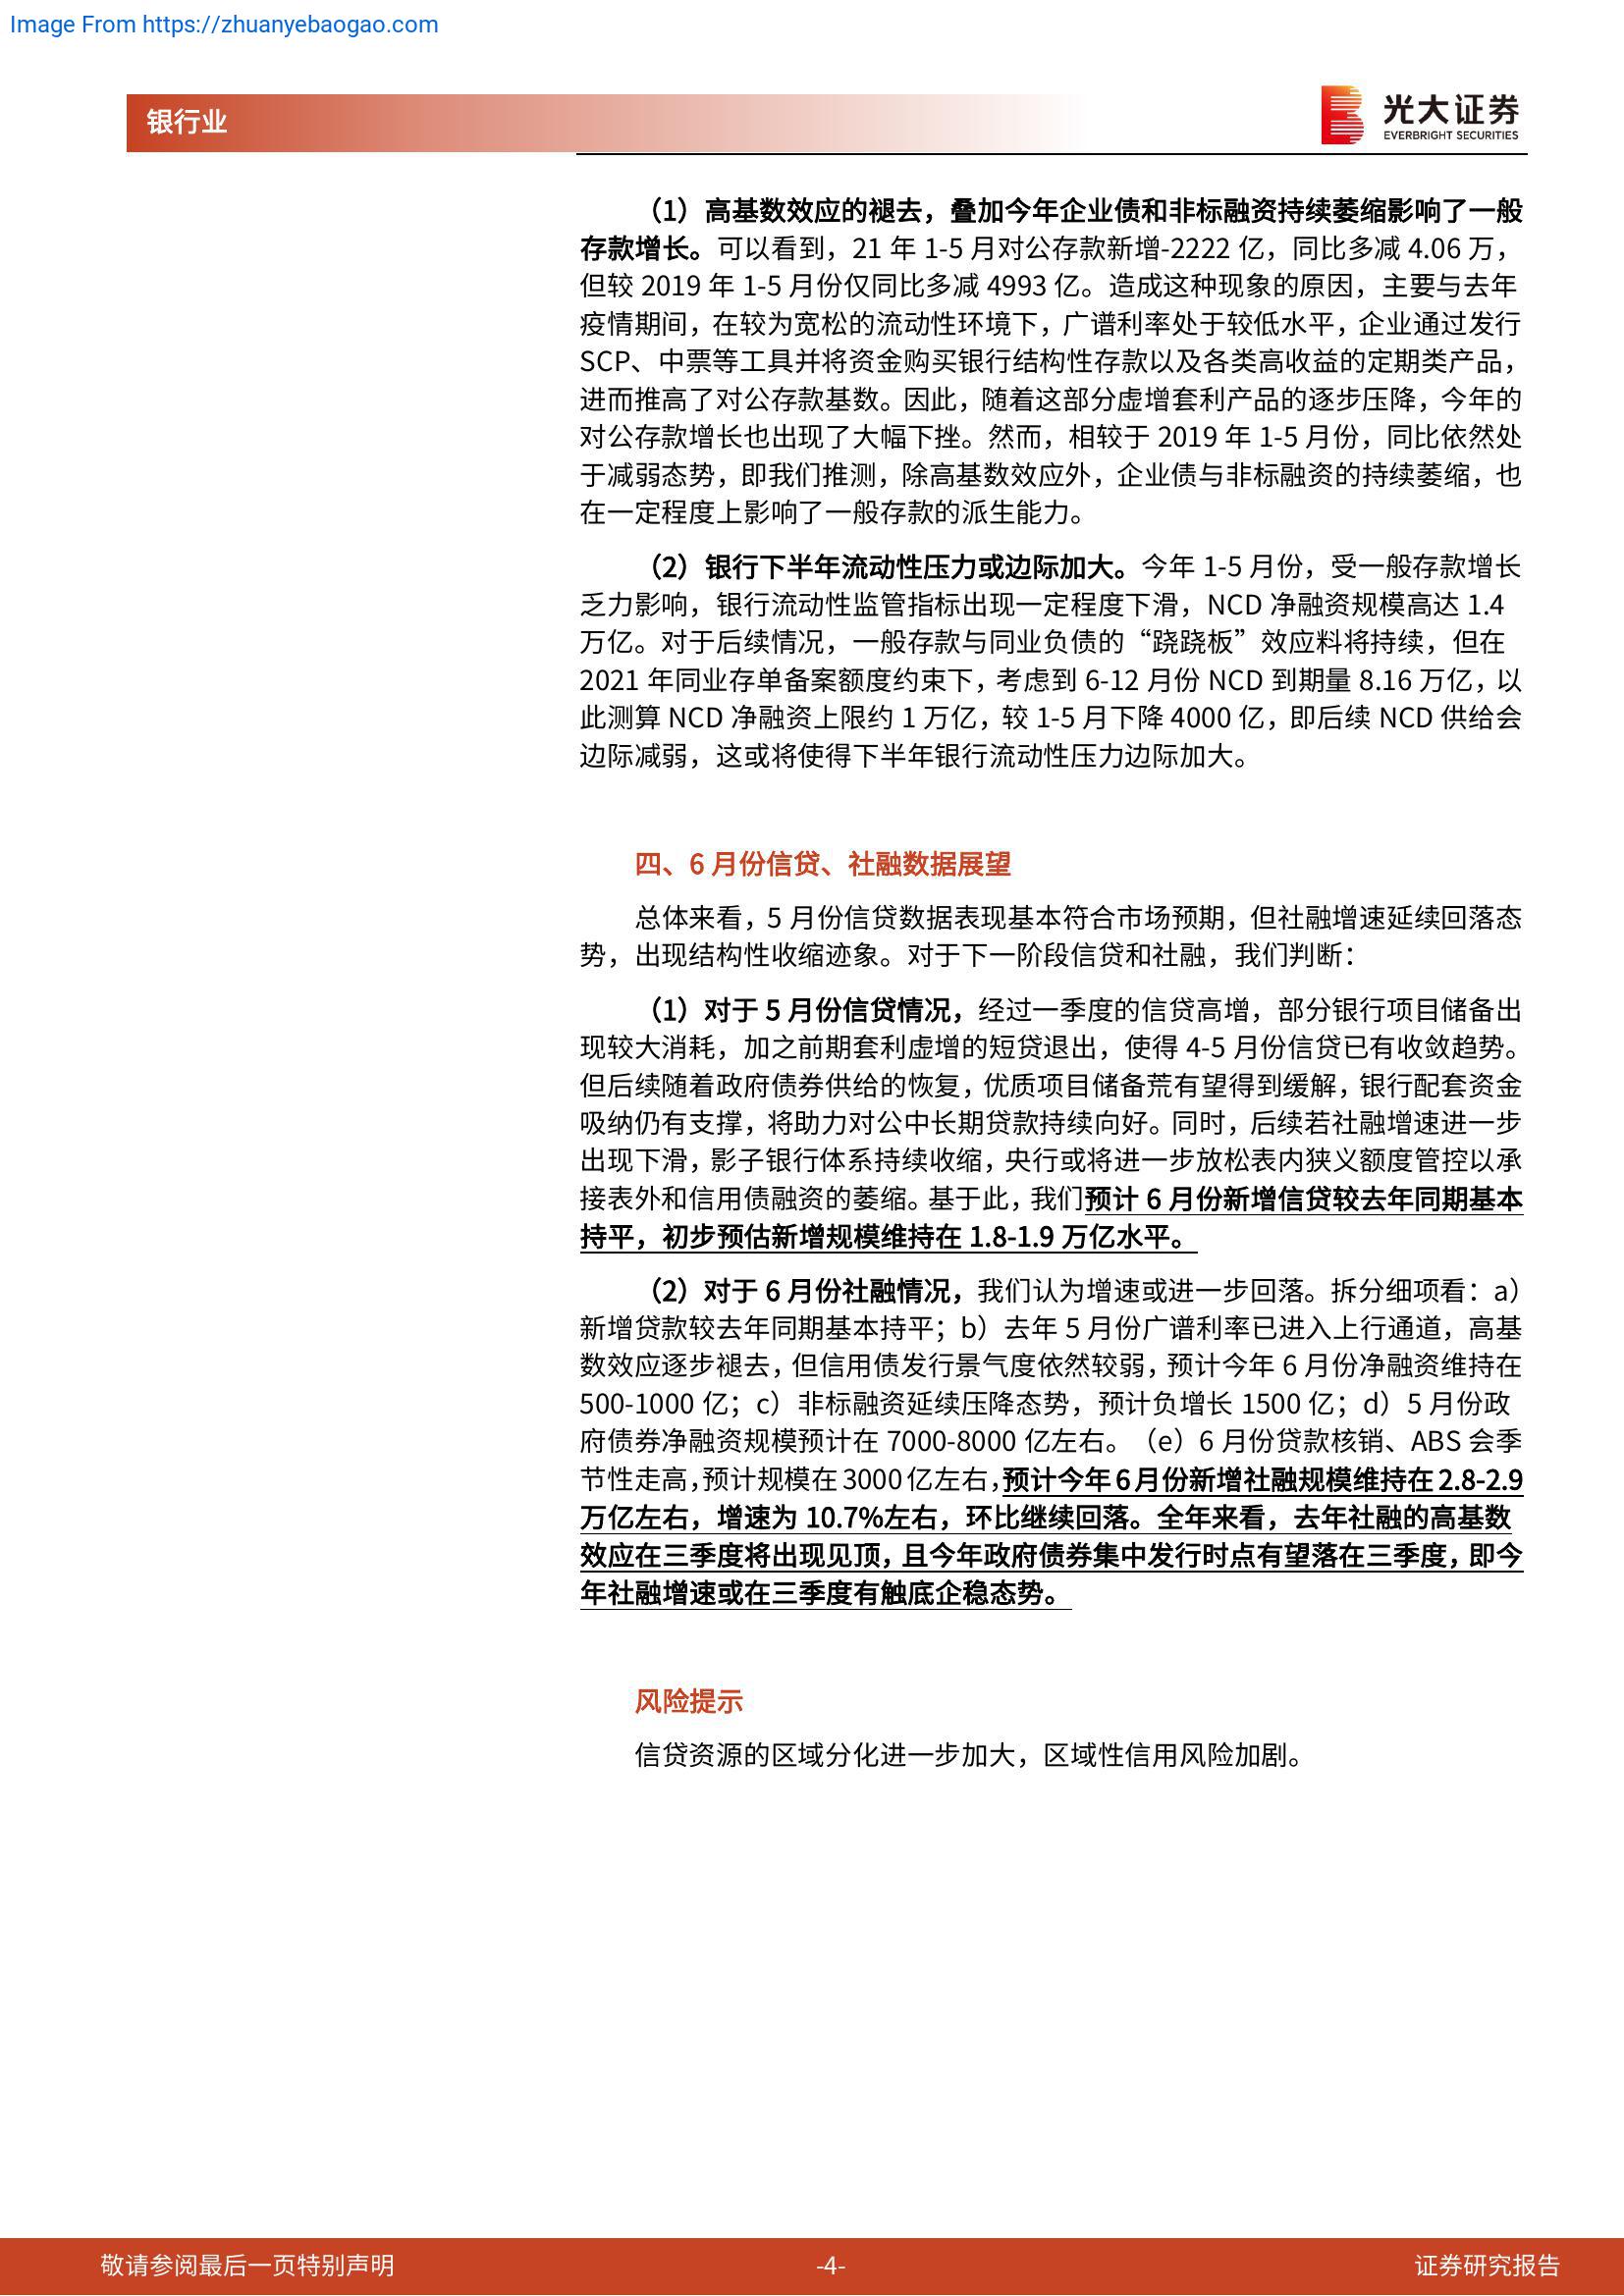 Image From https://zhuanyebaogao.com
银行业
光大证券
EVERBRIGHT SECURITIES
（1）高基数效应的褪去，叠加今年企业债和非标融资持续萎缩影响了一般
存款增长。可以看到，21 年 1-5 月对公存款新增-2222 亿，同比多减 4.06 万，
但较 2019 年 1-5 月份仅同比多减 4993 亿。造成这种现象的原因，主要与去年
疫情期间，在较为宽松的流动性环境下，广谱利率处于较低水平，企业通过发行
SCP、中票等工具并将资金购买银行结构性存款以及各类高收益的定期类产品，
进而推高了对公存款基数。因此，随着这部分虚增套利产品的逐步压降，今年的
对公存款增长也出现了大幅下挫。然而，相较于 2019 年 1-5 月份，同比依然处
于减弱态势，即我们推测，除高基数效应外，企业债与非标融资的持续萎缩，也
在一定程度上影响了一般存款的派生能力。
（2）银行下半年流动性压力或边际加大。今年 1-5 月份，受一般存款增长
乏力影响，银行流动性监管指标出现一定程度下滑，NCD 净融资规模高达 1.4
万亿。对于后续情况，一般存款与同业负债的“跷跷板”效应料将持续，但在
2021 年同业存单备案额度约束下，考虑到 6-12 月份 NCD 到期量 8.16 万亿，以
此测算 NCD 净融资上限约 1 万亿，较 1-5 月下降 4000 亿，即后续 NCD 供给会
边际减弱，这或将使得下半年银行流动性压力边际加大。
四、6 月份信贷、社融数据展望
总体来看，5 月份信贷数据表现基本符合市场预期，但社融增速延续回落态
势，出现结构性收缩迹象。对于下一阶段信贷和社融，我们判断：
（1）对于 5 月份信贷情况，经过一季度的信贷高增，部分银行项目储备出
现较大消耗，加之前期套利虚增的短贷退出，使得 4-5 月份信贷已有收敛趋势。
但后续随着政府债券供给的恢复，优质项目储备荒有望得到缓解，银行配套资金
吸纳仍有支撑，将助力对公中长期贷款持续向好。同时，后续若社融增速进一步
出现下滑，影子银行体系持续收缩，央行或将进一步放松表内狭义额度管控以承
接表外和信用债融资的萎缩。基于此，我们预计 6 月份新增信贷较去年同期基本
持平，初步预估新增规模维持在 1.8-1.9 万亿水平。
（2）对于 6 月份社融情况，我们认为增速或进一步回落。拆分细项看：a）
新增贷款较去年同期基本持平；b）去年 5 月份广谱利率已进入上行通道，高基
数效应逐步褪去，但信用债发行景气度依然较弱，预计今年 6 月份净融资维持在
500-1000 亿；c）非标融资延续压降态势，预计负增长 1500 亿；d）5 月份政
府债券净融资规模预计在 7000-8000 亿左右。（e）6 月份贷款核销、ABS 会季
节性走高，预计规模在 3000 亿左右，预计今年 6 月份新增社融规模维持在 2.8-2.9
万亿左右，增速为 10.7%左右，环比继续回落。全年来看，去年社融的高基数
效应在三季度将出现见顶，且今年政府债券集中发行时点有望落在三季度，即今
年社融增速或在三季度有触底企稳态势。
风险提示
信贷资源的区域分化进一步加大，区域性信用风险加剧。
敬请参阅最后一页特别声明
-4-
证券研究报告